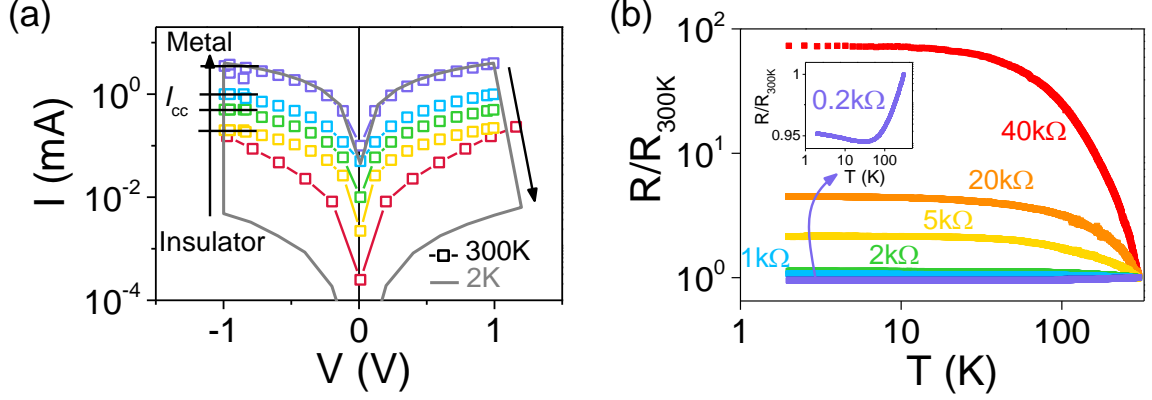 (a)
Metal
I_cc
Insulator
300K
2K
10^0
10^-2
10^-4
I (mA)
-1 0 1
V (V)
(b)
10^2
10^1
10^0
R/R_300K
1 10 100
T (K)
40kΩ
20kΩ
5kΩ
2kΩ
1kΩ
1
0.95
R/R_300K
0.2kΩ
1 10 100
T (K)